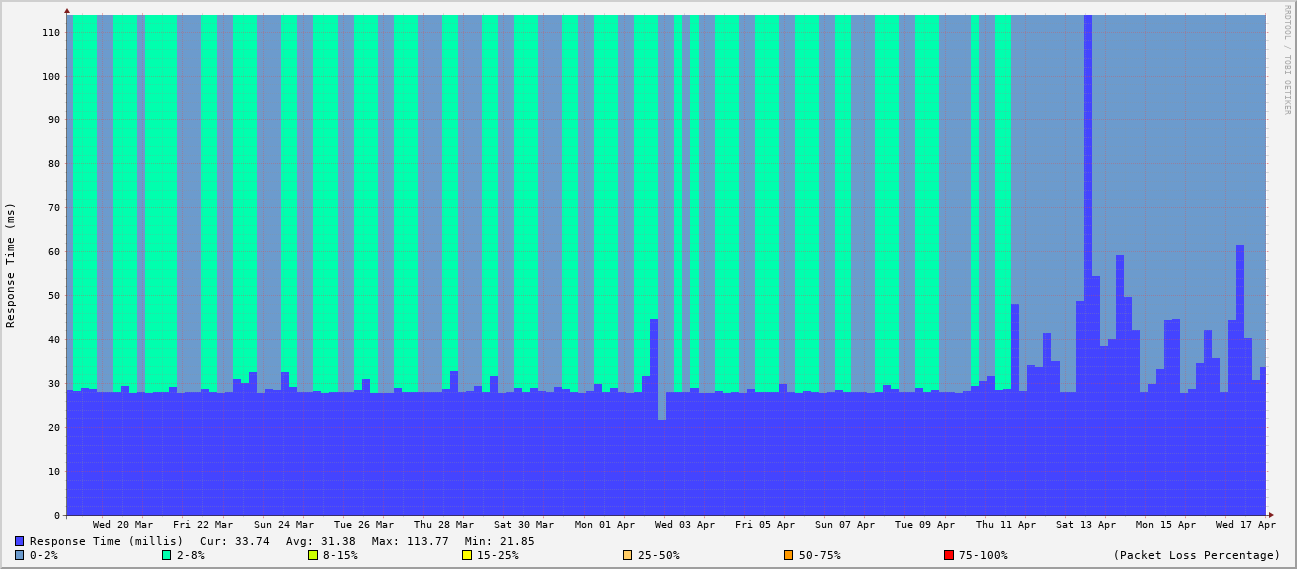 RRDTOOL / TOBI OETIKER
Response Time (ms)
110
100
90
80
70
60
50
40
30
20
10
0
Wed 20 Mar Fri 22 Mar Sun 24 Mar Tue 26 Mar Thu 28 Mar Sat 30 Mar Mon 01 Apr Wed 03 Apr Fri 05 Apr Sun 07 Apr Tue 09 Apr Thu 11 Apr Sat 13 Apr Mon 15 Apr Wed 17 Apr
Response Time (millis) Cur: 33.74 Avg: 31.38 Max: 113.77 Min: 21.85
0-2% 2-8% 8-15% 15-25% 25-50% 50-75% 75-100% (Packet Loss Percentage)